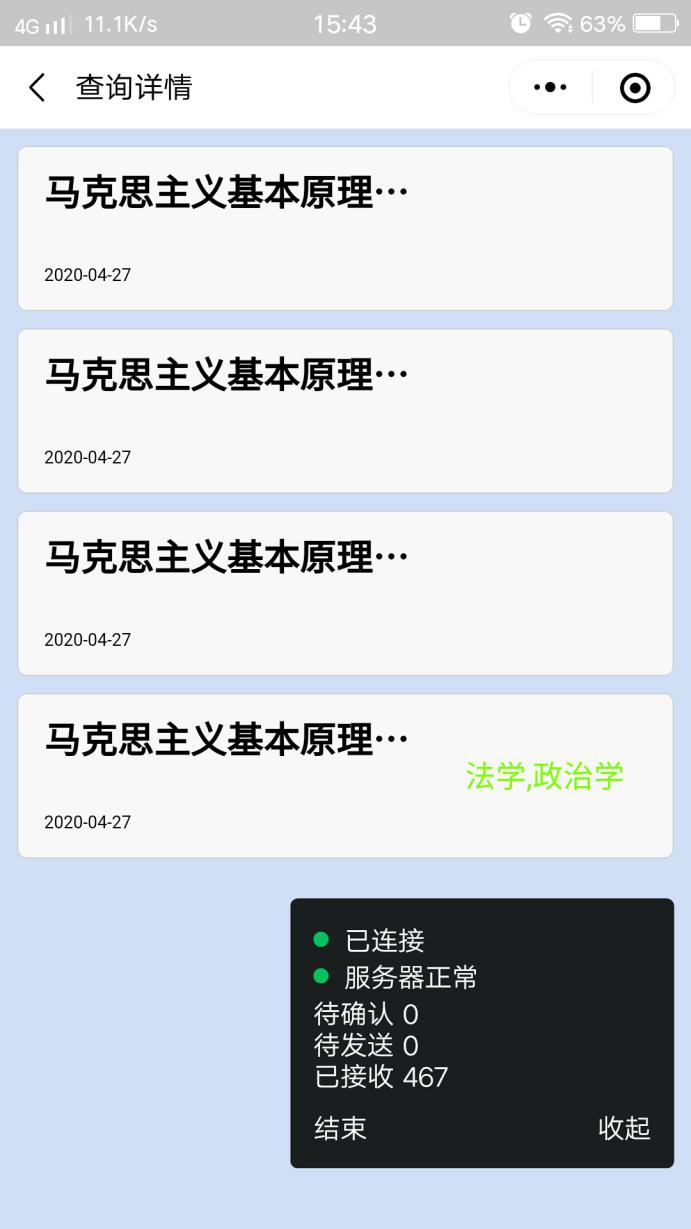 4G 11.1K/s 15:43 63%
查询详情
马克思主义基本原理···
2020-04-27
马克思主义基本原理···
2020-04-27
马克思主义基本原理···
2020-04-27
马克思主义基本原理···
法学,政治学
2020-04-27
已连接
服务器正常
待确认 0
待发送 0
已接收 467
结束 收起